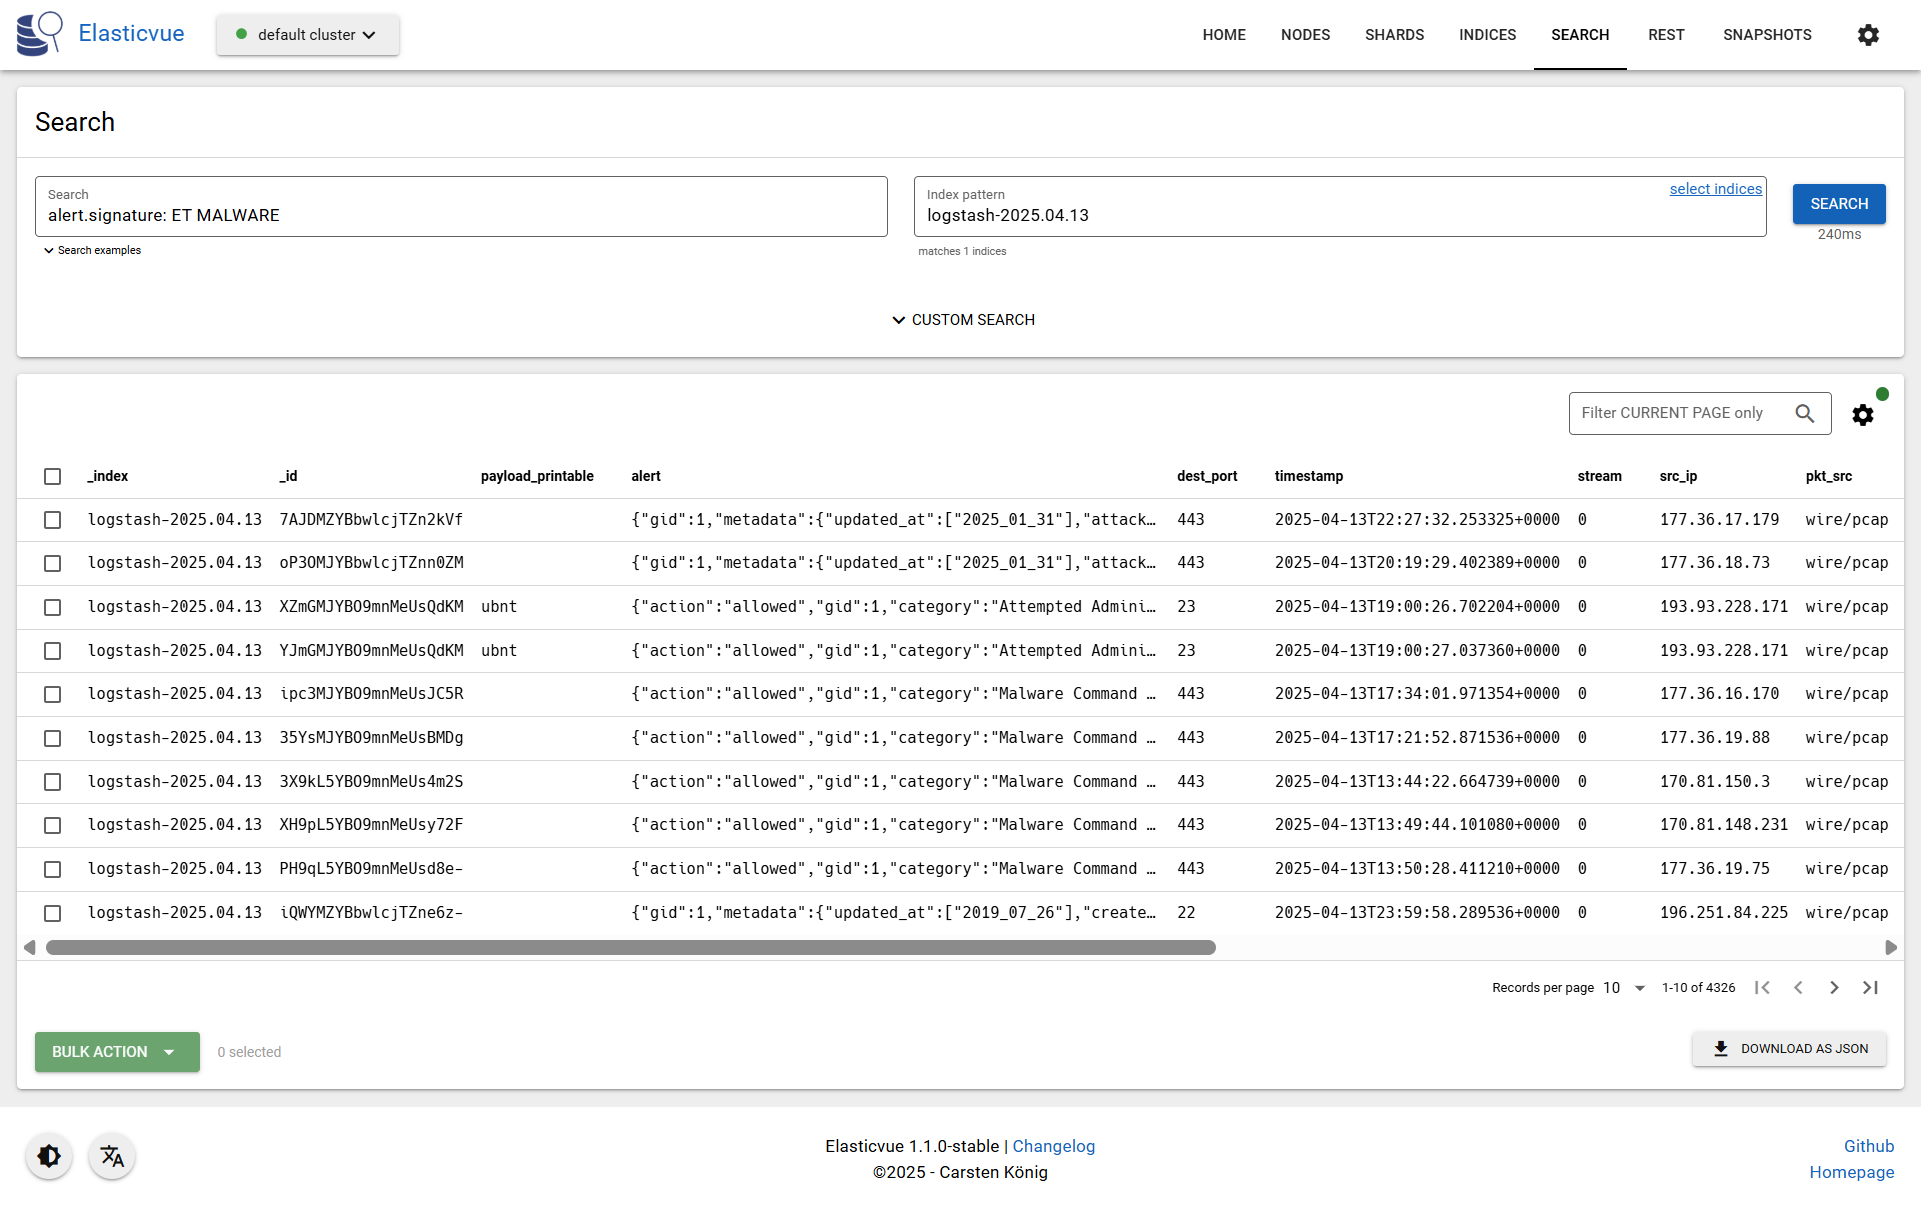 Elasticvue
default cluster
HOME NODES SHARDS INDICES SEARCH REST SNAPSHOTS
Search
Search
alert.signature: ET MALWARE
Search examples
Index pattern
select indices
logstash-2025.04.13
matches 1 indices
SEARCH
240ms
CUSTOM SEARCH
Filter CURRENT PAGE only
_index _id payload_printable alert dest_port timestamp stream src_ip pkt_src
logstash-2025.04.13 7AJDMZYBbwlcjTZn2kVf {"gid":1,"metadata":{"updated_at":["2025_01_31"],"attack… 443 2025-04-13T22:27:32.253325+0000 0 177.36.17.179 wire/pcap
logstash-2025.04.13 oP3OMJYBbwlcjTZnn0ZM {"gid":1,"metadata":{"updated_at":["2025_01_31"],"attack… 443 2025-04-13T20:19:29.402389+0000 0 177.36.18.73 wire/pcap
logstash-2025.04.13 XZmGMJYBO9mnMeUsQdKM ubnt {"action":"allowed","gid":1,"category":"Attempted Admini… 23 2025-04-13T19:00:26.702204+0000 0 193.93.228.171 wire/pcap
logstash-2025.04.13 YJmGMJYBO9mnMeUsQdKM ubnt {"action":"allowed","gid":1,"category":"Attempted Admini… 23 2025-04-13T19:00:27.037360+0000 0 193.93.228.171 wire/pcap
logstash-2025.04.13 ipc3MJYBO9mnMeUsJC5R {"action":"allowed","gid":1,"category":"Malware Command … 443 2025-04-13T17:34:01.971354+0000 0 177.36.16.170 wire/pcap
logstash-2025.04.13 35YsMJYBO9mnMeUsBMDg {"action":"allowed","gid":1,"category":"Malware Command … 443 2025-04-13T17:21:52.871536+0000 0 177.36.19.88 wire/pcap
logstash-2025.04.13 3X9kL5YBO9mnMeUs4m2S {"action":"allowed","gid":1,"category":"Malware Command … 443 2025-04-13T13:44:22.664739+0000 0 170.81.150.3 wire/pcap
logstash-2025.04.13 XH9pL5YBO9mnMeUsy72F {"action":"allowed","gid":1,"category":"Malware Command … 443 2025-04-13T13:49:44.101080+0000 0 170.81.148.231 wire/pcap
logstash-2025.04.13 PH9qL5YBO9mnMeUsd8e- {"action":"allowed","gid":1,"category":"Malware Command … 443 2025-04-13T13:50:28.411210+0000 0 177.36.19.75 wire/pcap
logstash-2025.04.13 iQWYMZYBbwlcjTZne6z- {"gid":1,"metadata":{"updated_at":["2019_07_26"],"create… 22 2025-04-13T23:59:58.289536+0000 0 196.251.84.225 wire/pcap
Records per page 10 1-10 of 4326
BULK ACTION 0 selected
DOWNLOAD AS JSON
Elasticvue 1.1.0-stable | Changelog
©2025 - Carsten König
Github
Homepage